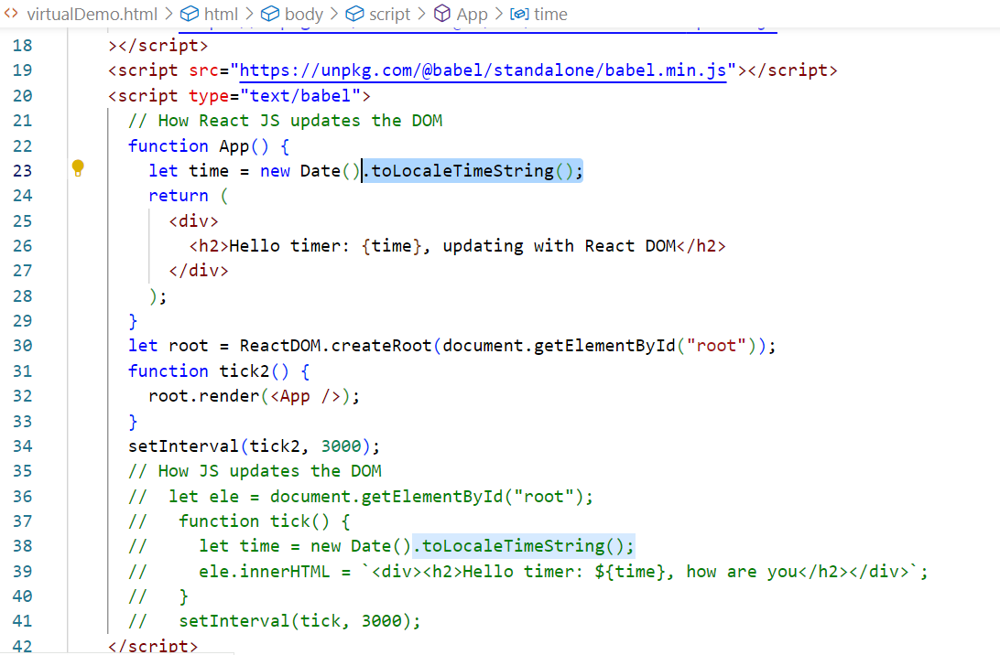 virtualDemo.html > html > body > script > App > time
18 ></script>
19 <script src="https://unpkg.com/@babel/standalone/babel.min.js"></script>
20 <script type="text/babel">
21 // How React JS updates the DOM
22 function App() {
23 let time = new Date().toLocaleTimeString();
24 return (
25 <div>
26 <h2>Hello timer: {time}, updating with React DOM</h2>
27 </div>
28 );
29 }
30 let root = ReactDOM.createRoot(document.getElementById("root"));
31 function tick2() {
32 root.render(<App />);
33 }
34 setInterval(tick2, 3000);
35 // How JS updates the DOM
36 // let ele = document.getElementById("root");
37 // function tick() {
38 // let time = new Date().toLocaleTimeString();
39 // ele.innerHTML = `<div><h2>Hello timer: ${time}, how are you</h2></div>`;
40 // }
41 // setInterval(tick, 3000);
42 </script>